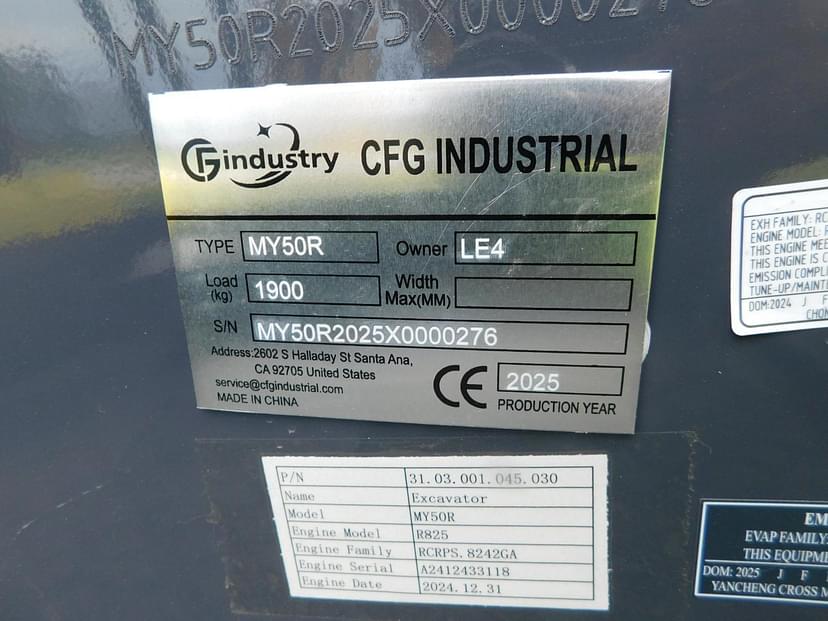 MY50R2025X0000276
CFG industry CFG INDUSTRIAL
TYPE MY50R Owner LE4
Load (kg) 1900 Width Max(MM)
S/N MY50R2025X0000276
Address:2602 S Halladay St Santa Ana,
CA 92705 United States
service@cfgindustrial.com
MADE IN CHINA
CE 2025
PRODUCTION YEAR
EXH FAMILY: RC
ENGINE MODEL:
THIS ENGINE MEE
THIS ENGINE IS C
EMISSION COMPL
TUNE-UP/MAINT
DOM:2024 J F
CHON
P/N 31.03.001.045.030
Name Excavator
Model MY50R
Engine Model R825
Engine Family RCRPS.8242GA
Engine Serial A2412433118
Engine Date 2024.12.31
EM
EVAP FAMILY:
THIS EQUIPME
DOM: 2025 J F
YANCHENG CROSS M